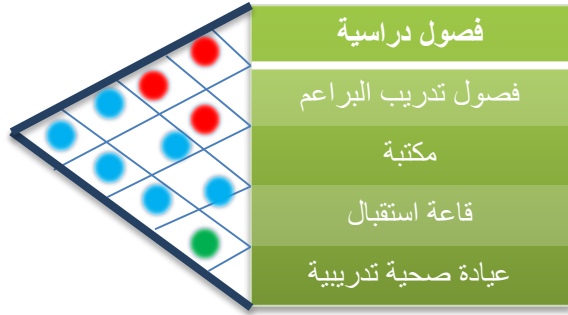 فصول دراسية
فصول تدريب البراعم
مكتبة
قاعة استقبال
عيادة صحية تدريبية